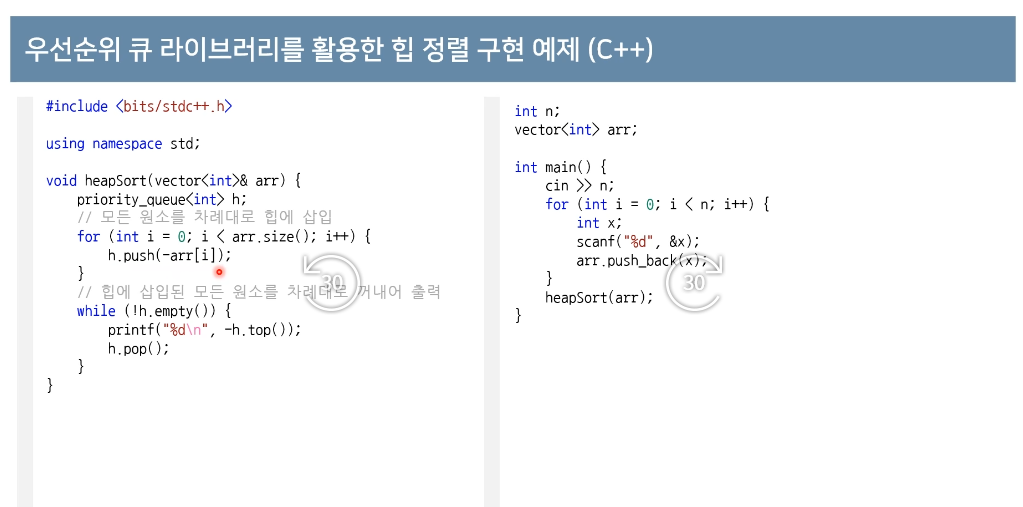 우선순위 큐 라이브러리를 활용한 힙 정렬 구현 예제 (C++)
#include <bits/stdc++.h>
using namespace std;
void heapSort(vector<int>& arr) {
    priority_queue<int> h;
    // 모든 원소를 차례대로 힙에 삽입
    for (int i = 0; i < arr.size(); i++) {
        h.push(-arr[i]);
    }
    // 힙에 삽입된 모든 원소를 차례대로 꺼내어 출력
    while (!h.empty()) {
        printf("%d\n", -h.top());
        h.pop();
    }
}
30
int n;
vector<int> arr;
int main() {
    cin >> n;
    for (int i = 0; i < n; i++) {
        int x;
        scanf("%d", &x);
        arr.push_back(x);
    }
    heapSort(arr);
}
30